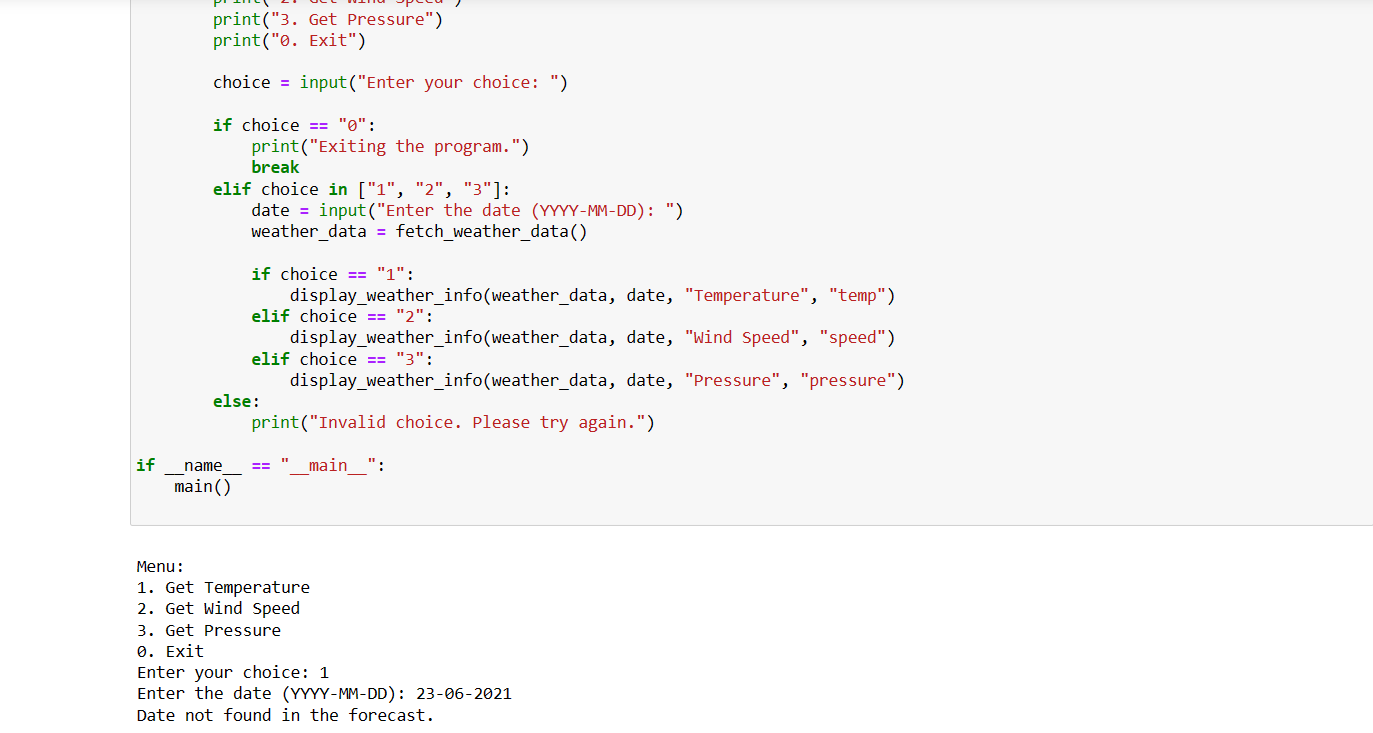 print("2. Get Wind Speed")
print("3. Get Pressure")
print("0. Exit")
choice = input("Enter your choice: ")
if choice == "0":
print("Exiting the program.")
break
elif choice in ["1", "2", "3"]:
date = input("Enter the date (YYYY-MM-DD): ")
weather_data = fetch_weather_data()
if choice == "1":
display_weather_info(weather_data, date, "Temperature", "temp")
elif choice == "2":
display_weather_info(weather_data, date, "Wind Speed", "speed")
elif choice == "3":
display_weather_info(weather_data, date, "Pressure", "pressure")
else:
print("Invalid choice. Please try again.")
if __name__ == "__main__":
main()
Menu:
1. Get Temperature
2. Get Wind Speed
3. Get Pressure
0. Exit
Enter your choice: 1
Enter the date (YYYY-MM-DD): 23-06-2021
Date not found in the forecast.